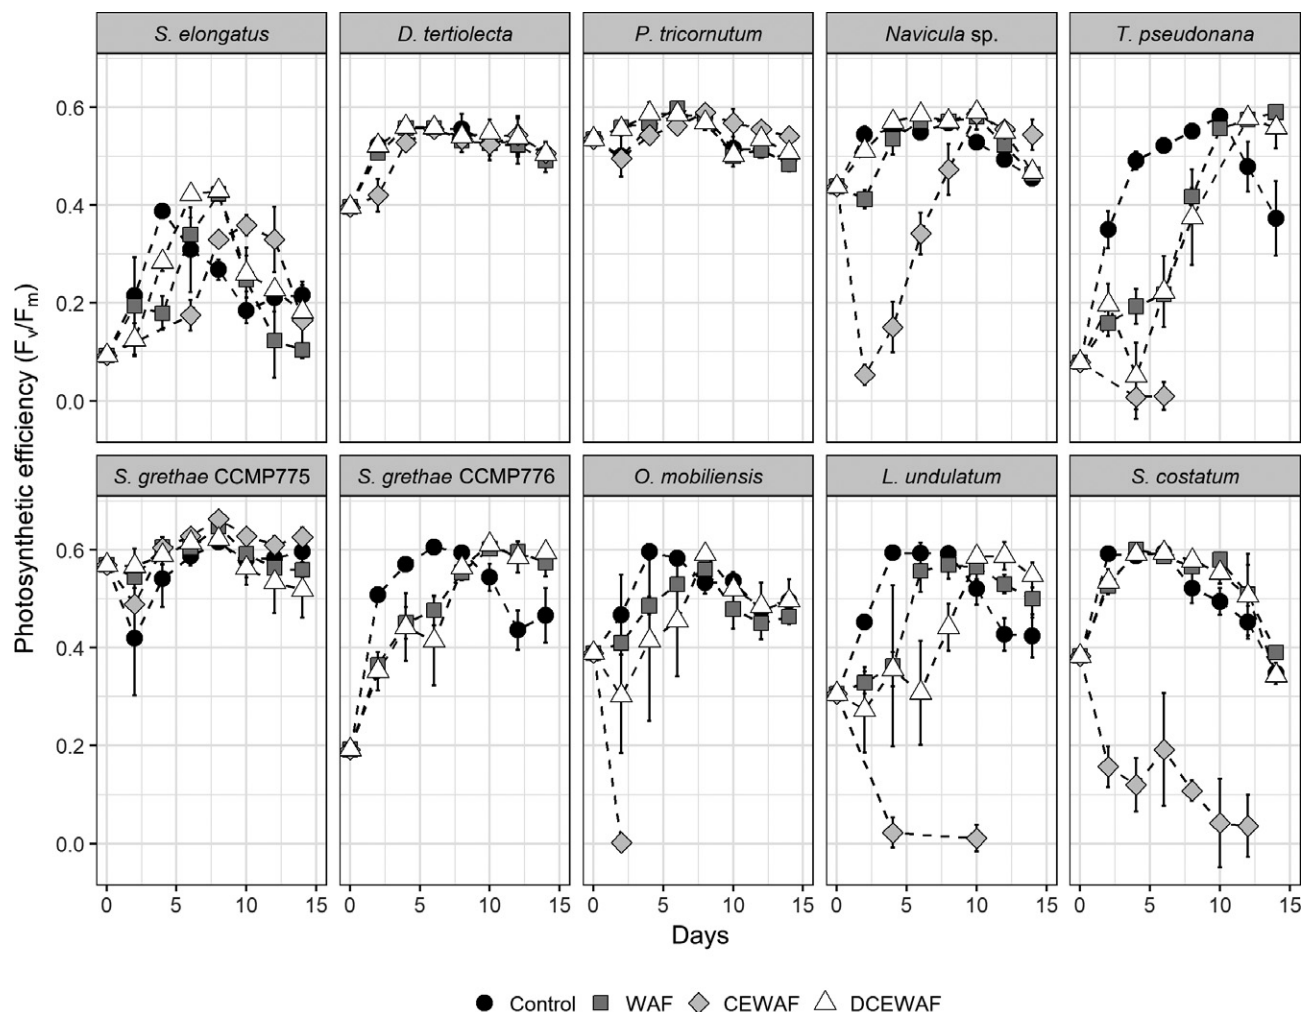 S. elongatus D. tertiolecta P. tricornutum Navicula sp. T. pseudonana
0.6
0.4
0.2
0.0
S. grethae CCMP775 S. grethae CCMP776 O. mobiliensis L. undulatum S. costatum
0.6
0.4
0.2
0.0
Photosynthetic efficiency (Fv/Fm)
0 5 10 15 0 5 10 15 0 5 10 15 0 5 10 15 0 5 10 15
Days
Control WAF CEWAF DCEWAF